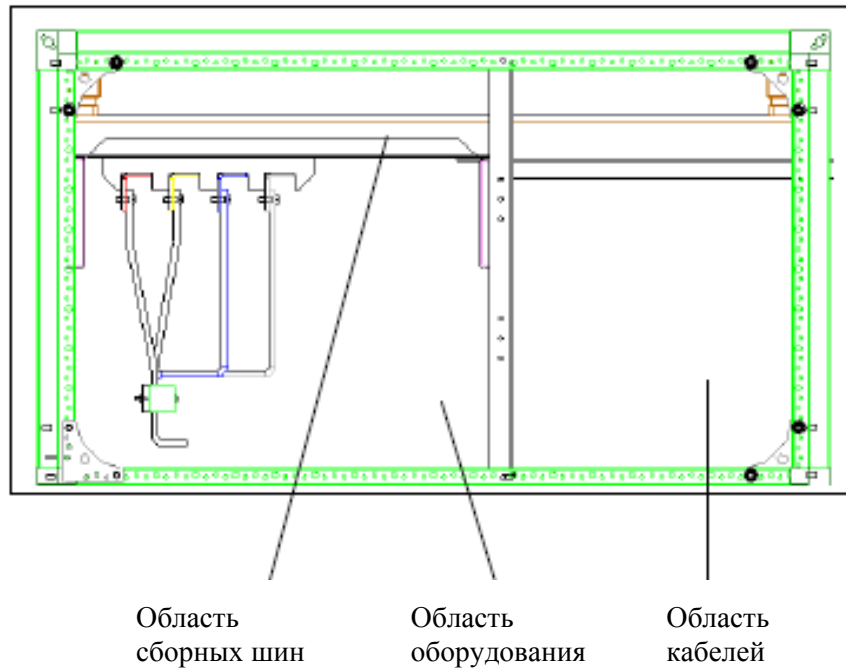 Область
сборных шин
Область
оборудования
Область
кабелей